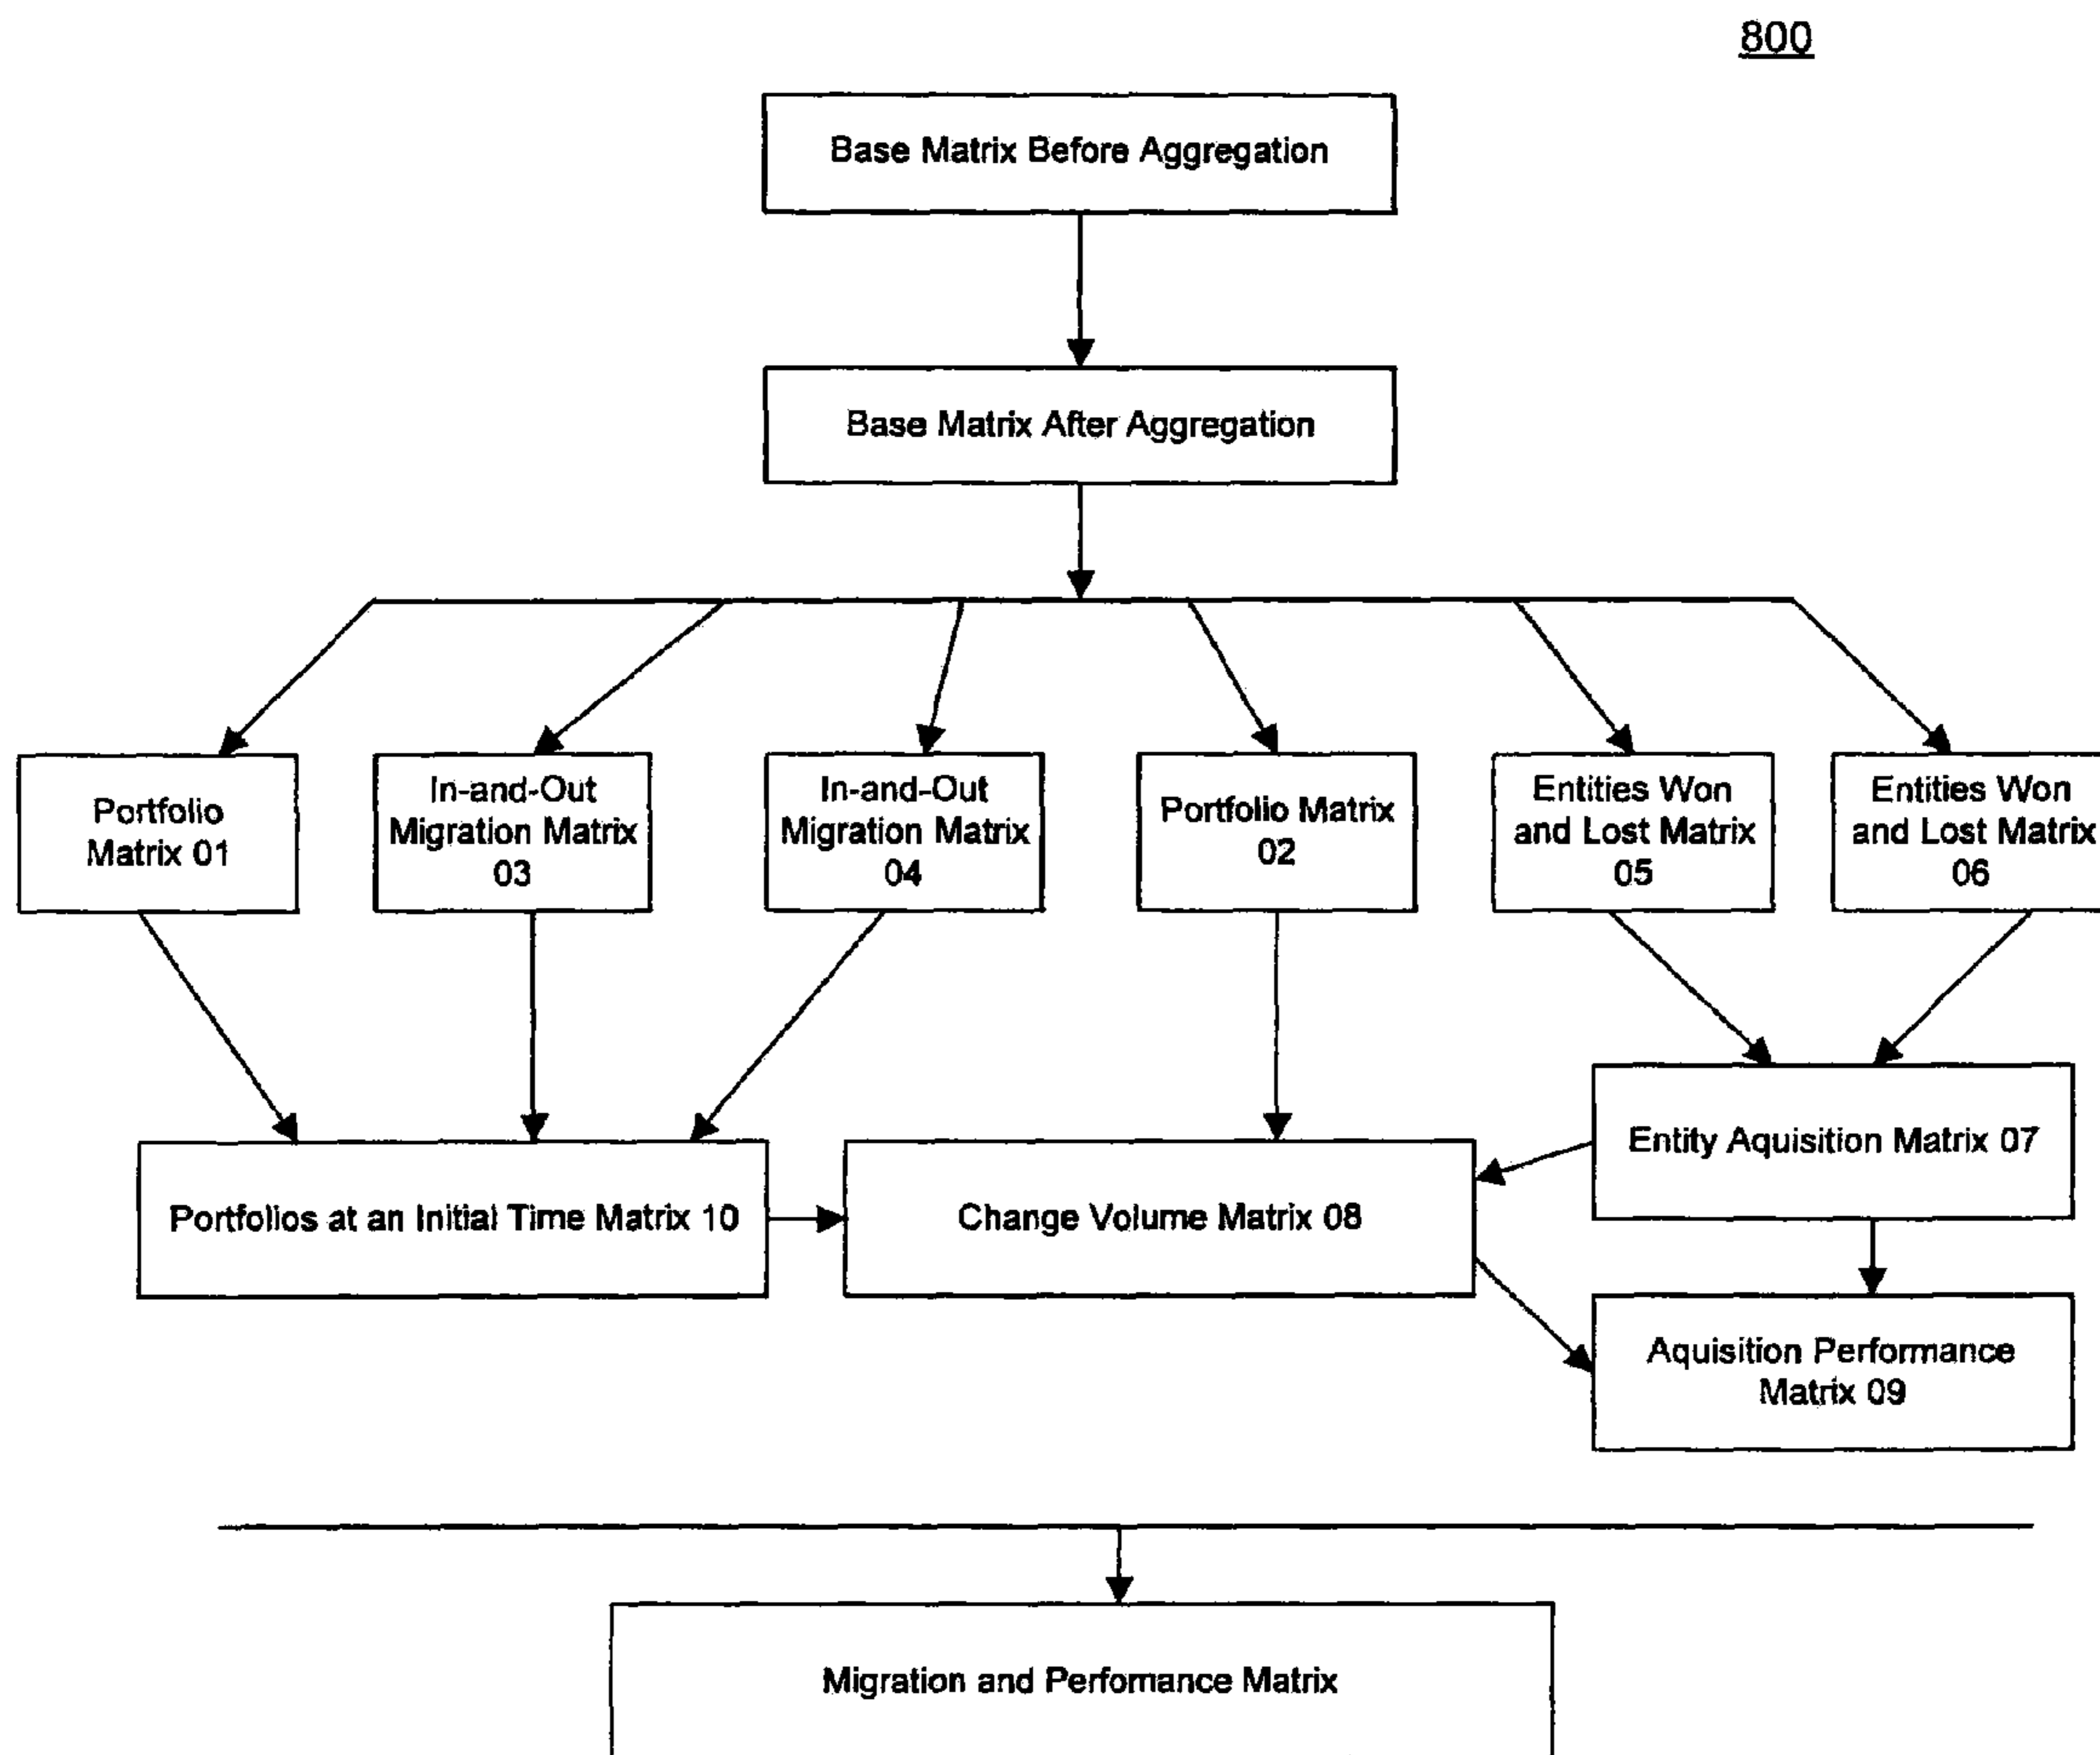 800
Base Matrix Before Aggregation
Base Matrix After Aggregation
Portfolio
Matrix 01
In-and-Out
Migration Matrix
03
In-and-Out
Migration Matrix
04
Portfolio Matrix
02
Entities Won
and Lost Matrix
05
Entities Won
and Lost Matrix
06
Entity Aquisition Matrix 07
Portfolios at an Initial Time Matrix 10
Change Volume Matrix 08
Aquisition Performance
Matrix 09
Migration and Perfomance Matrix